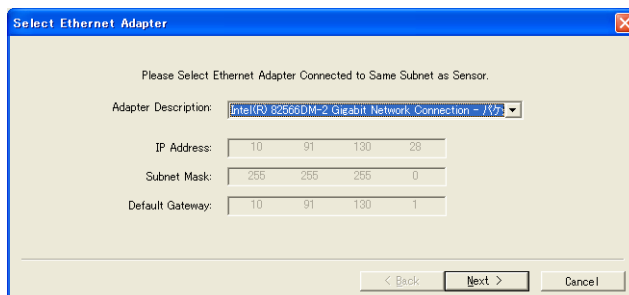 Select Ethernet Adapter
Please Select Ethernet Adapter Connected to Same Subnet as Sensor.
Adapter Description: Intel(R) 82566DM-2 Gigabit Network Connection - パケ
IP Address: 10 91 130 28
Subnet Mask: 255 255 255 0
Default Gateway: 10 91 130 1
< Back Next > Cancel